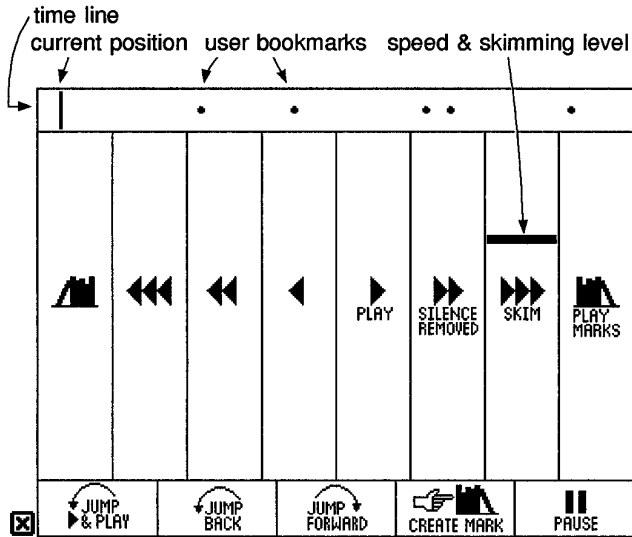 time line
current position user bookmarks speed & skimming level
PLAY
SILENCE
REMOVED
SKIM
PLAY
MARKS
JUMP
& PLAY
JUMP
BACK
JUMP
FORWARD
CREATE MARK
PAUSE